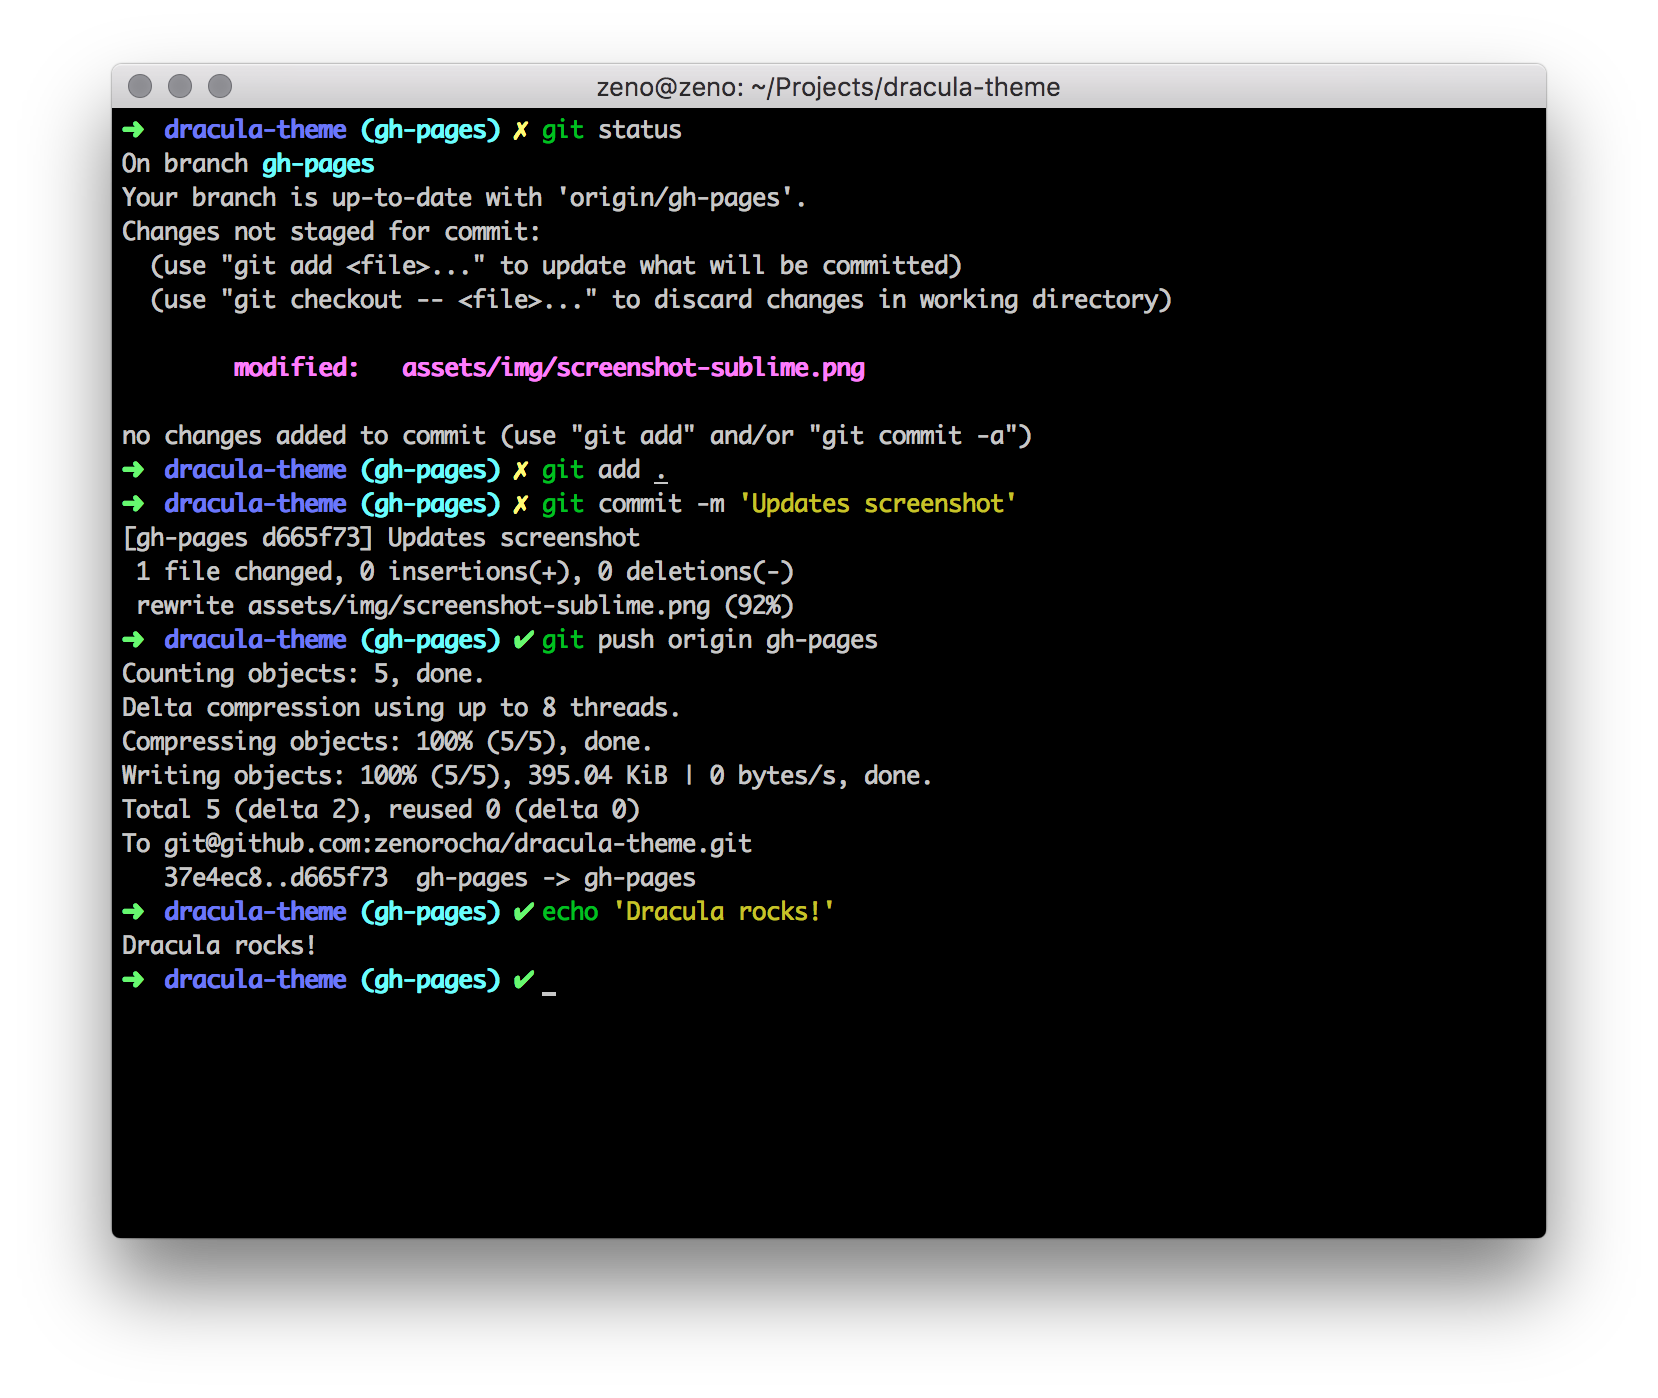 zeno@zeno: ~/Projects/dracula-theme
➜  dracula-theme (gh-pages) ✗ git status
On branch gh-pages
Your branch is up-to-date with 'origin/gh-pages'.
Changes not staged for commit:
  (use "git add <file>..." to update what will be committed)
  (use "git checkout -- <file>..." to discard changes in working directory)
        modified:   assets/img/screenshot-sublime.png
no changes added to commit (use "git add" and/or "git commit -a")
➜  dracula-theme (gh-pages) ✗ git add .
➜  dracula-theme (gh-pages) ✗ git commit -m 'Updates screenshot'
[gh-pages d665f73] Updates screenshot
 1 file changed, 0 insertions(+), 0 deletions(-)
 rewrite assets/img/screenshot-sublime.png (92%)
➜  dracula-theme (gh-pages) ✔ git push origin gh-pages
Counting objects: 5, done.
Delta compression using up to 8 threads.
Compressing objects: 100% (5/5), done.
Writing objects: 100% (5/5), 395.04 KiB | 0 bytes/s, done.
Total 5 (delta 2), reused 0 (delta 0)
To git@github.com:zenorocha/dracula-theme.git
   37e4ec8..d665f73  gh-pages -> gh-pages
➜  dracula-theme (gh-pages) ✔ echo 'Dracula rocks!'
Dracula rocks!
➜  dracula-theme (gh-pages) ✔ _